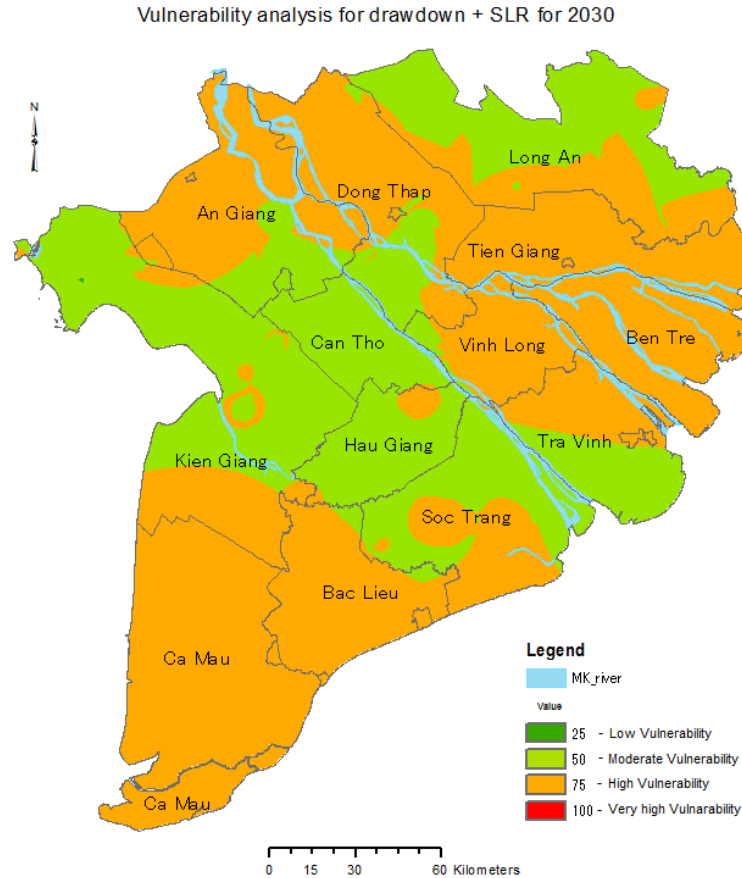 Vulnerability analysis for drawdown + SLR for 2030
N
Long An
Dong Thap
An Giang
Tien Giang
Can Tho
Vinh Long
Ben Tre
Hau Giang
Tra Vinh
Kien Giang
Soc Trang
Bac Lieu
Ca Mau
Ca Mau
Legend
MK_river
Value
25 - Low Vulnerability
50 - Moderate Vulnerability
75 - High Vulnerability
100 - Very high Vulnarability
0 15 30 60 Kilometers